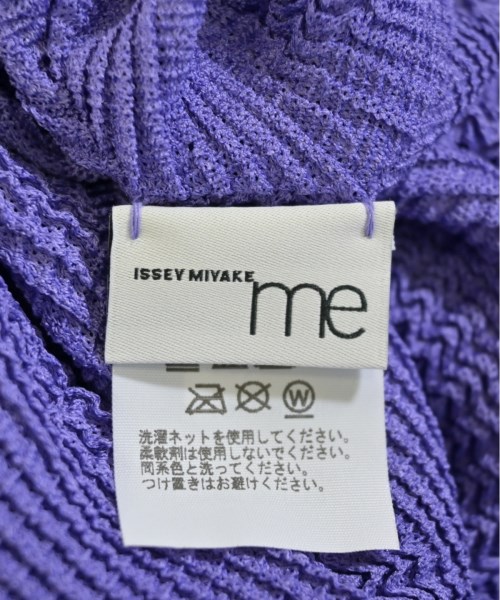 ISSEY MIYAKE me
W
洗濯ネットを使用してください。
柔軟剤は使用しないでください。
同系色と洗ってください。
つけ置きはお避けください。